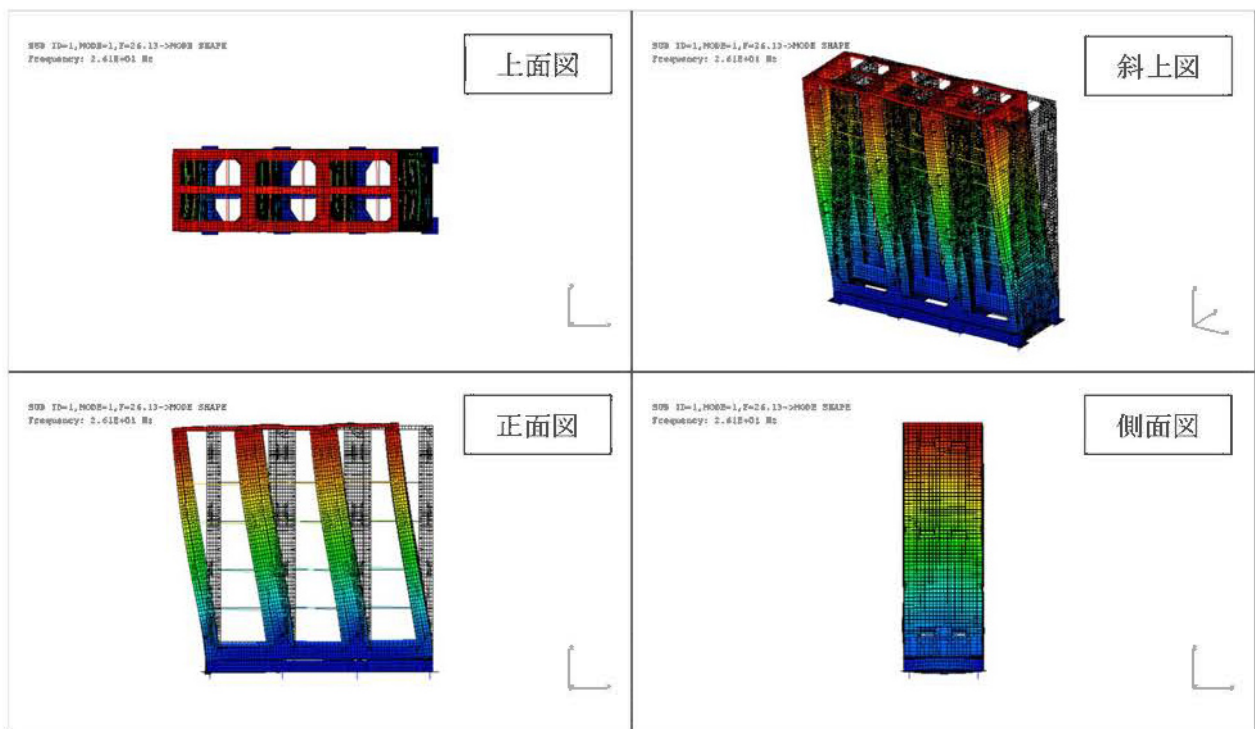 SUB ID=1,MODE=1,F=26.13->MODE SHAPE
Frequency: 2.61E+01 Hz
上面図
SUB ID=1,MODE=1,F=26.13->MODE SHAPE
Frequency: 2.61E+01 Hz
斜上図
SUB ID=1,MODE=1,F=26.13->MODE SHAPE
Frequency: 2.61E+01 Hz
正面図
SUB ID=1,MODE=1,F=26.13->MODE SHAPE
Frequency: 2.61E+01 Hz
側面図